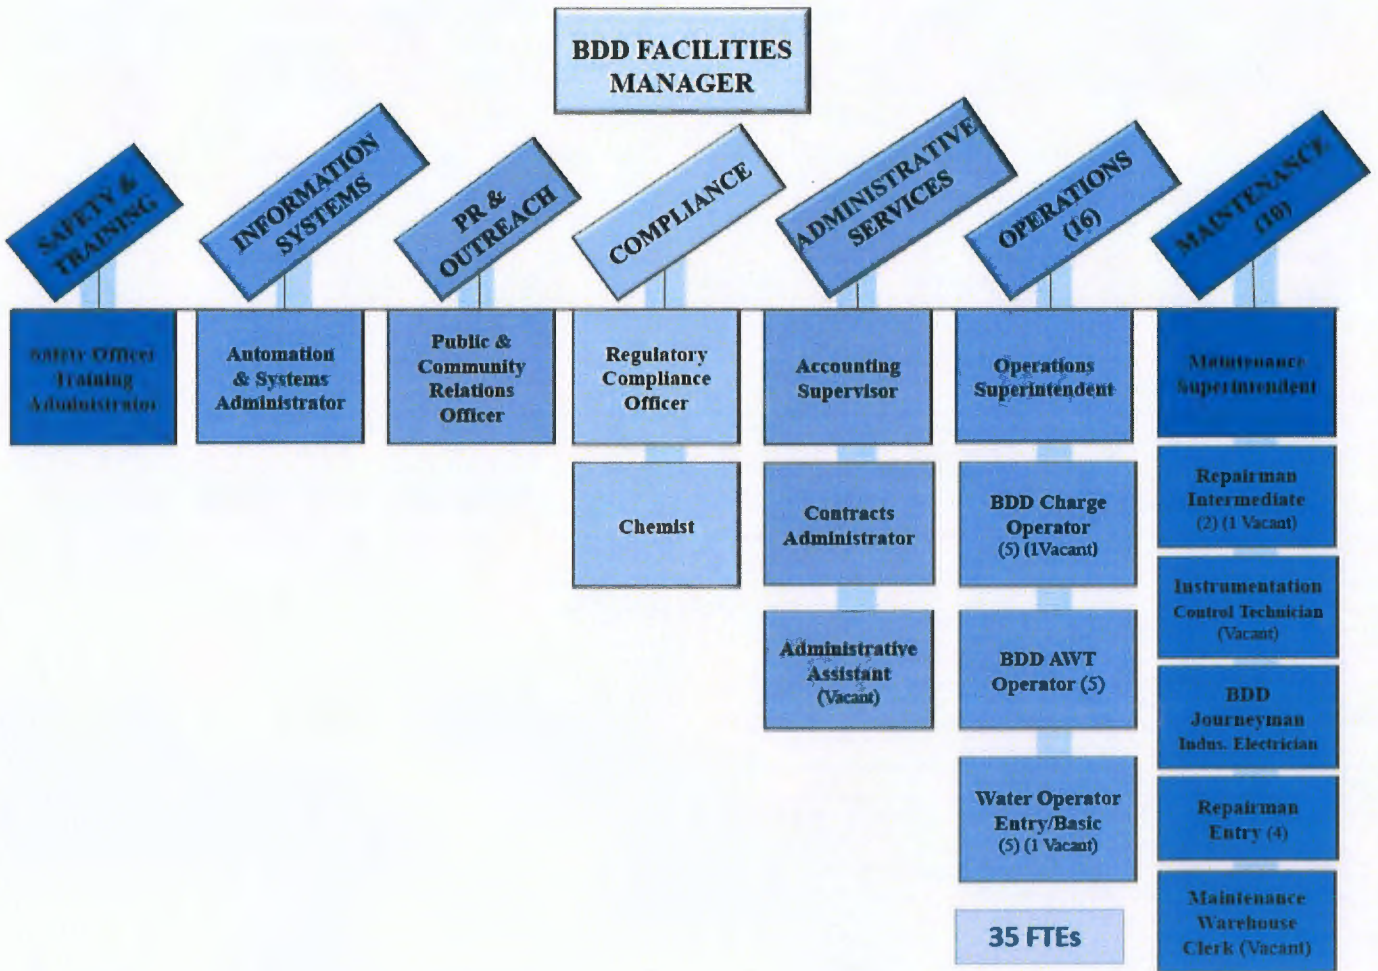 BDD FACILITIES
MANAGER
SAFETY &
TRAINING
INFORMATION
SYSTEMS
PR &
OUTREACH
COMPLIANCE
ADMINISTRATIVE
SERVICES
OPERATIONS
(16)
MAINTENANCE
(10)
Safety Officer
Training
Administrator
Automation
& Systems
Administrator
Public &
Community
Relations
Officer
Regulatory
Compliance
Officer
Accounting
Supervisor
Operations
Superintendent
Maintenance
Superintendent
Chemist
Contracts
Administrator
BDD Charge
Operator
(5) (1Vacant)
Repairman
Intermediate
(2) (1 Vacant)
Instrumentation
Control Technician
(Vacant)
Administrative
Assistant
(Vacant)
BDD AWT
Operator (5)
BDD
Journeyman
Indus. Electrician
Water Operator
Entry/Basic
(5) (1 Vacant)
Repairman
Entry (4)
Maintenance
Warehouse
Clerk (Vacant)
35 FTEs